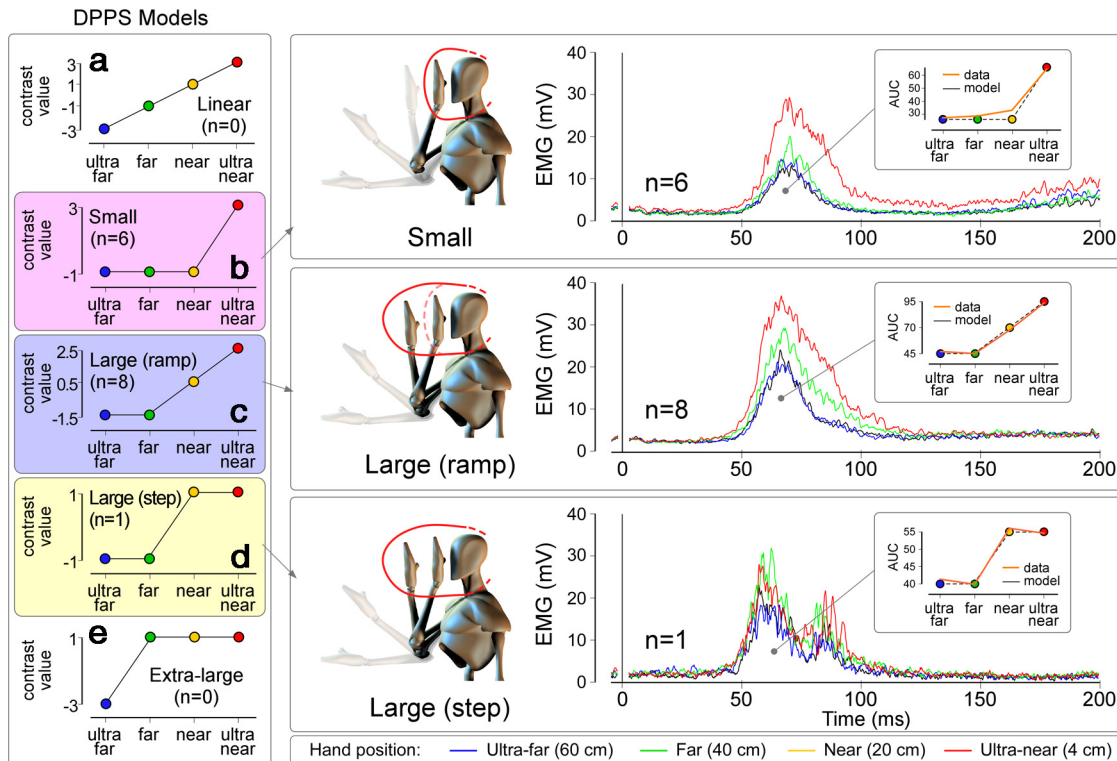 DPPS Models
a
contrast value
3
1
-1
-3
Linear
(n=0)
ultra far
far
near
ultra near
b
contrast value
3
-1
Small
(n=6)
ultra far
far
near
ultra near
c
contrast value
2.5
0.5
-1.5
Large (ramp)
(n=8)
ultra far
far
near
ultra near
d
contrast value
1
-1
Large (step)
(n=1)
ultra far
far
near
ultra near
e
contrast value
1
-3
Extra-large
(n=0)
ultra far
far
near
ultra near
Small
EMG (mV)
40
30
20
10
0
n=6
0
50
100
150
200
AUC
60
50
40
30
data
model
ultra far
far
near
ultra near
Large (ramp)
EMG (mV)
40
30
20
10
0
n=8
0
50
100
150
200
AUC
95
70
45
data
model
ultra far
far
near
ultra near
Large (step)
EMG (mV)
40
30
20
10
0
n=1
0
50
100
150
200
Time (ms)
AUC
55
50
45
40
data
model
ultra far
far
near
ultra near
Hand position:
Ultra-far (60 cm)
Far (40 cm)
Near (20 cm)
Ultra-near (4 cm)